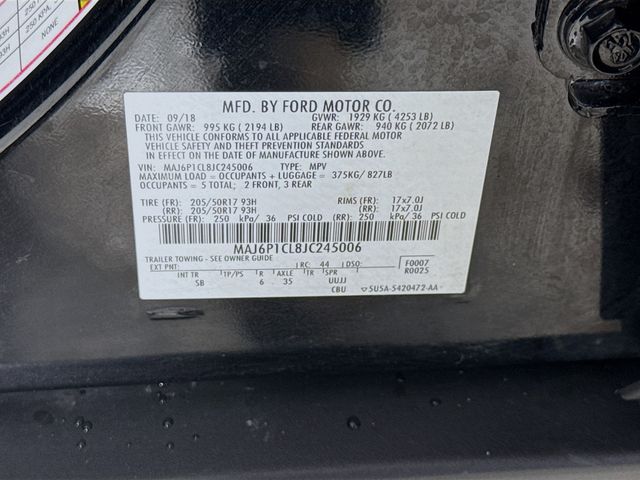 250 KPA,
NONE
MFD. BY FORD MOTOR CO.
DATE: 09/18 GVWR: 1929 KG ( 4253 LB)
FRONT GAWR: 995 KG ( 2194 LB) REAR GAWR: 940 KG ( 2072 LB)
THIS VEHICLE CONFORMS TO ALL APPLICABLE FEDERAL MOTOR
VEHICLE SAFETY AND THEFT PREVENTION STANDARDS
IN EFFECT ON THE DATE OF MANUFACTURE SHOWN ABOVE.
VIN: MAJ6P1CL8JC245006 TYPE: MPV
MAXIMUM LOAD = OCCUPANTS + LUGGAGE = 375KG/ 827LB
OCCUPANTS = 5 TOTAL; 2 FRONT, 3 REAR
TIRE (FR): 205/50R17 93H RIMS (FR): 17x7.0J
(RR): 205/50R17 93H (RR): 17x7.0J
PRESSURE (FR): 250 kPa/ 36 PSI COLD (RR): 250 kPa/ 36 PSI COLD
MAJ6P1CL8JC245006
TRAILER TOWING - SEE OWNER GUIDE
EXT PNT: RC: 44 DSO: F0007
R0025
INT TR TP/PS R AXLE TR SPR
SB 6 35 UUJJ
CBU 5U5A-5420472-AA